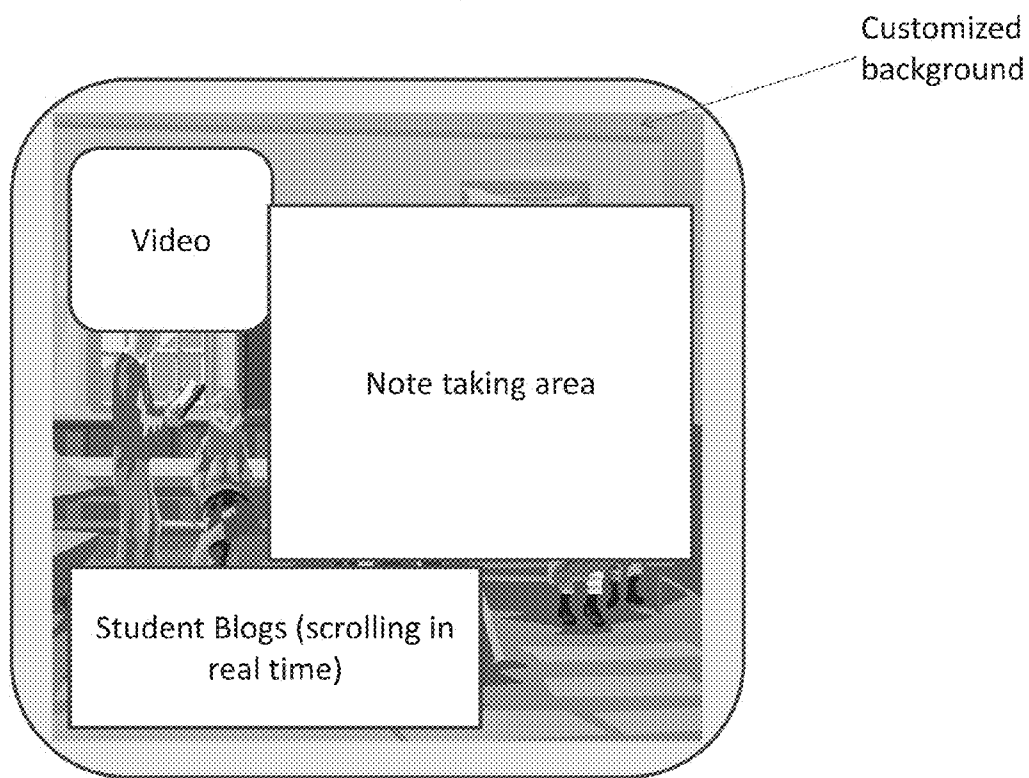 Customized
background
Video
Note taking area
Student Blogs (scrolling in
real time)